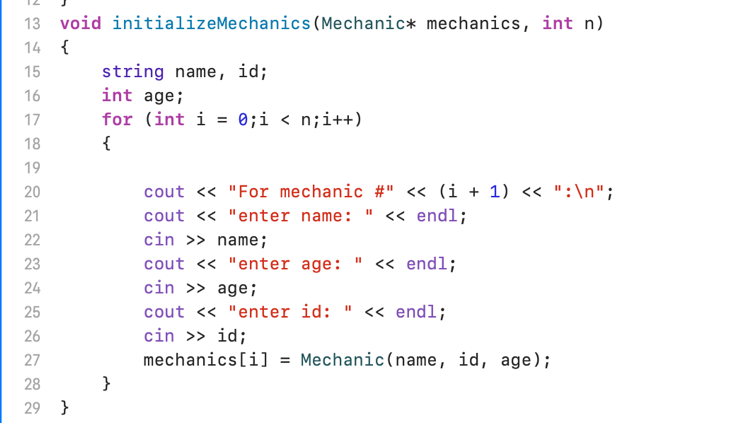 12 }
13 void initializeMechanics(Mechanic* mechanics, int n)
14 {
15     string name, id;
16     int age;
17     for (int i = 0;i < n;i++)
18     {
19
20         cout << "For mechanic #" << (i + 1) << ":\n";
21         cout << "enter name: " << endl;
22         cin >> name;
23         cout << "enter age: " << endl;
24         cin >> age;
25         cout << "enter id: " << endl;
26         cin >> id;
27         mechanics[i] = Mechanic(name, id, age);
28     }
29 }